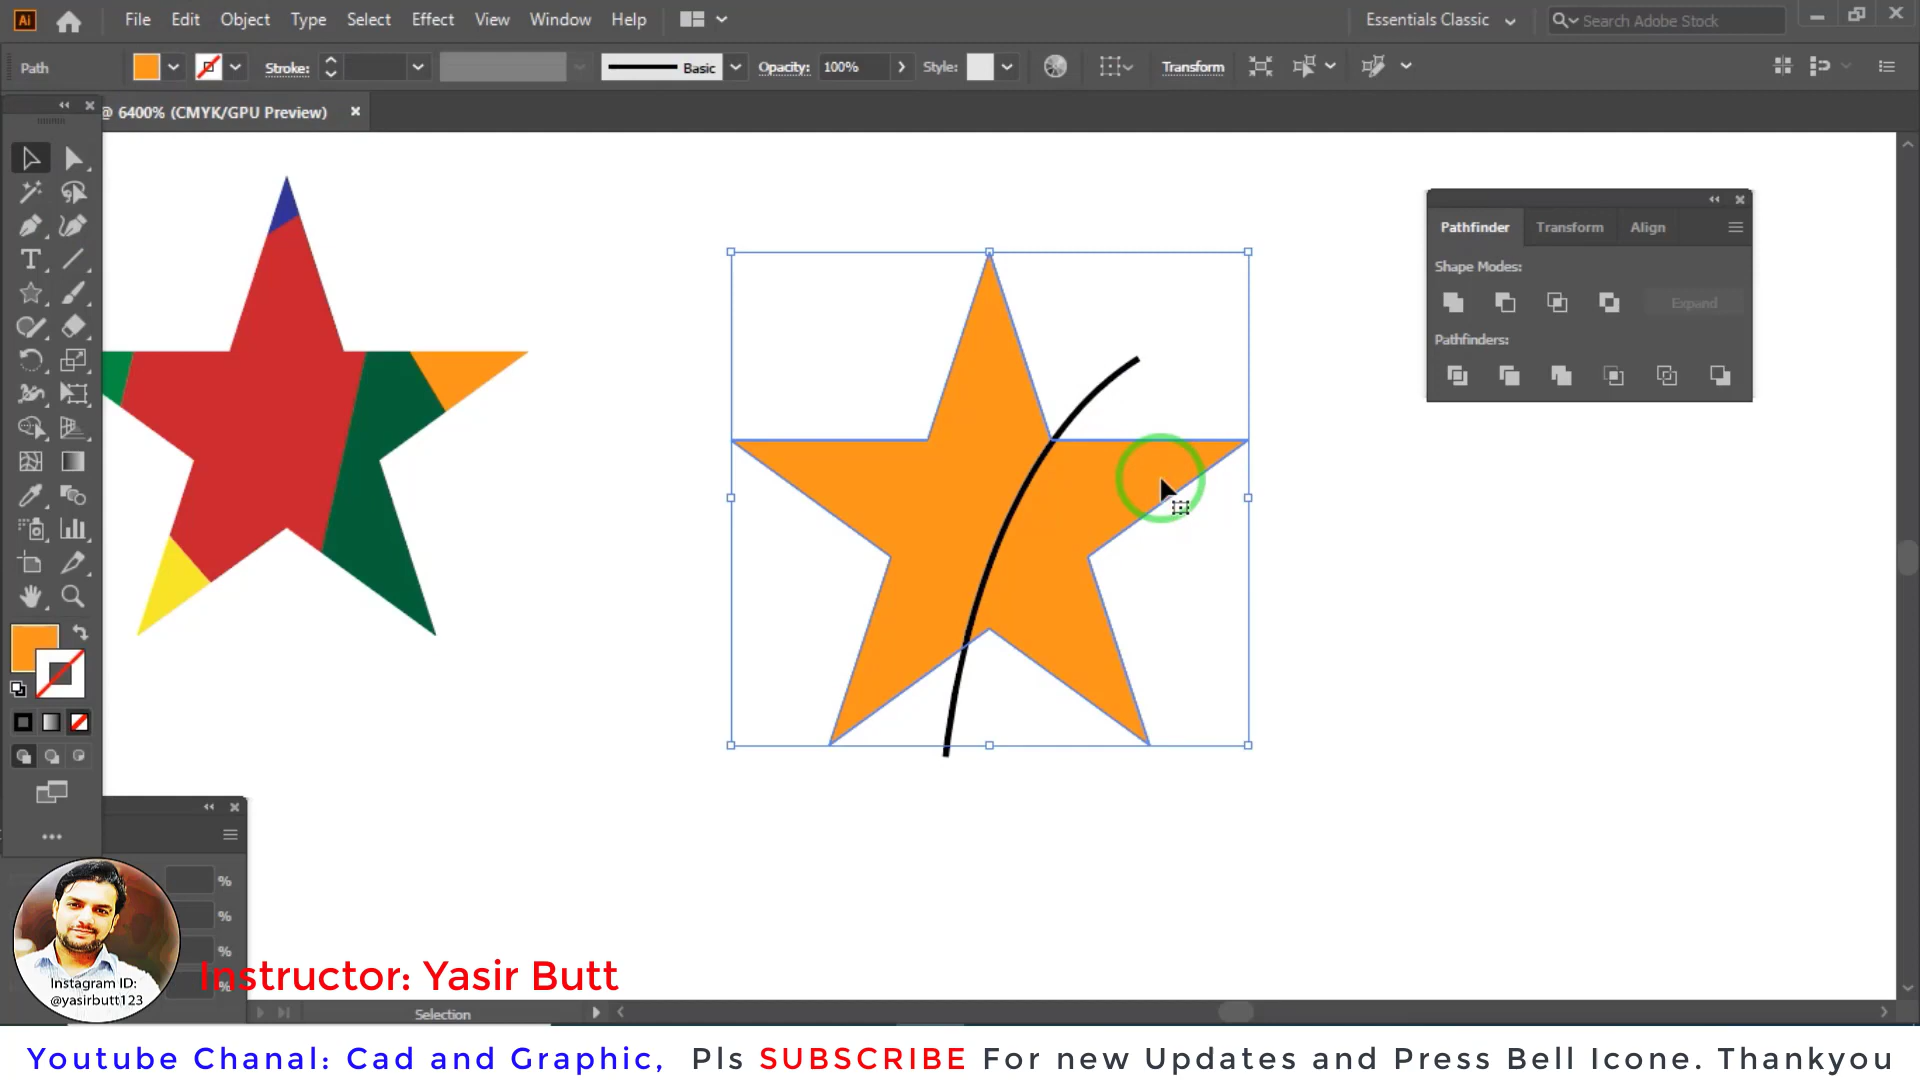 Ai File Edit Object Type Select Effect View Window Help Essentials Classic Search Adobe Stock
Path Stroke: Basic Opacity: 100% Style: Transform
@ 6400% (CMYK/GPU Preview)
Pathfinder Transform Align
Shape Modes:
Expand
Pathfinders:
T
%
%
%
%
Instagram ID:
@yasirbutt123
Instructor: Yasir Butt
Selection
Youtube Chanal: Cad and Graphic, Pls SUBSCRIBE For new Updates and Press Bell Icone. Thankyou